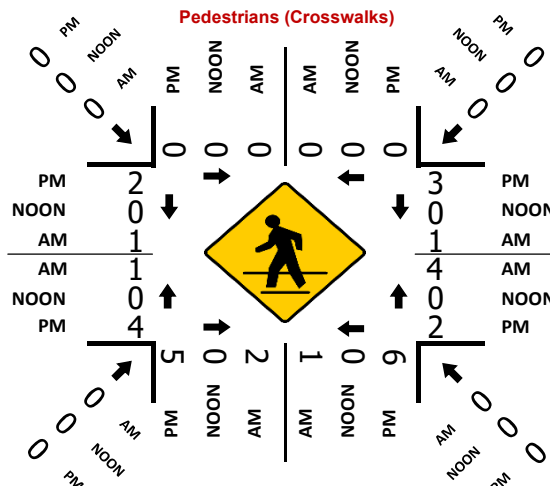 Pedestrians (Crosswalks)
0 PM
0 NOON
0 AM
PM NOON AM
0 0 0
AM NOON PM
0 0 0
PM 0
NOON 0
AM 0
PM 2
NOON 0
AM 1
AM 1
NOON 0
PM 4
3 PM
0 NOON
1 AM
4 AM
0 NOON
2 PM
5 0 2
PM NOON AM
1 0 6
AM NOON PM
0 AM
0 NOON
0 PM
0 AM
0 NOON
0 PM